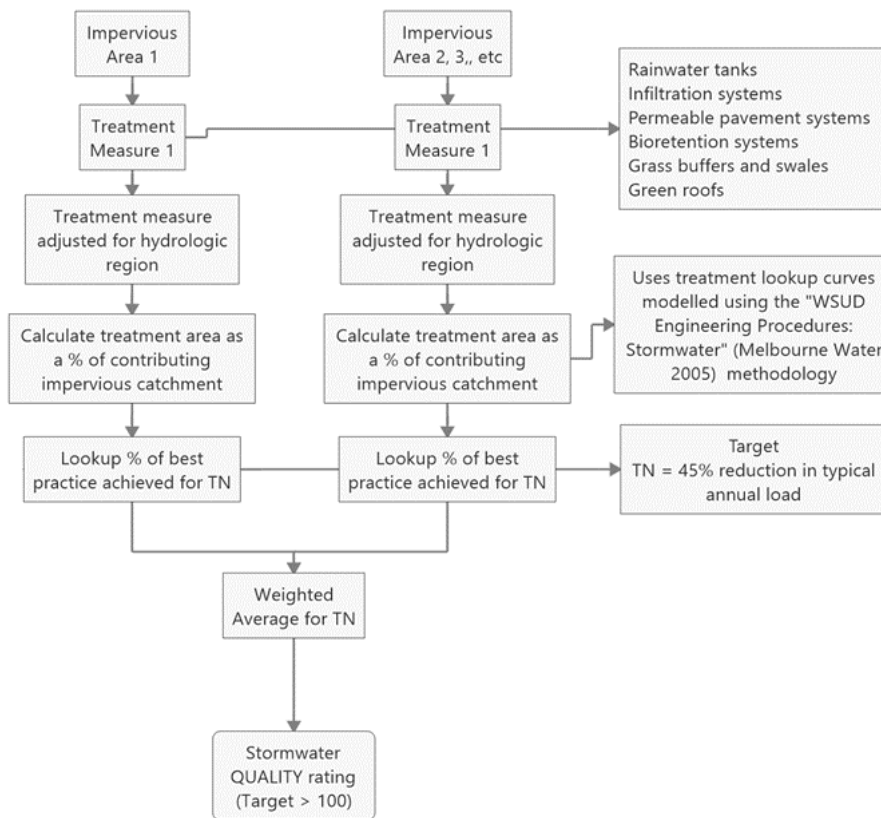 Impervious
Area 1
Impervious
Area 2, 3,, etc
Rainwater tanks
Infiltration systems
Permeable pavement systems
Bioretention systems
Grass buffers and swales
Green roofs
Treatment
Measure 1
Treatment
Measure 1
Treatment measure
adjusted for hydrologic
region
Treatment measure
adjusted for hydrologic
region
Uses treatment lookup curves
modelled using the "WSUD
Engineering Procedures:
Stormwater" (Melbourne Water
2005) methodology
Calculate treatment area as
a % of contributing
impervious catchment
Calculate treatment area as
a % of contributing
impervious catchment
Lookup % of best
practice achieved for TN
Lookup % of best
practice achieved for TN
Target
TN = 45% reduction in typical
annual load
Weighted
Average for TN
Stormwater
QUALITY rating
(Target > 100)